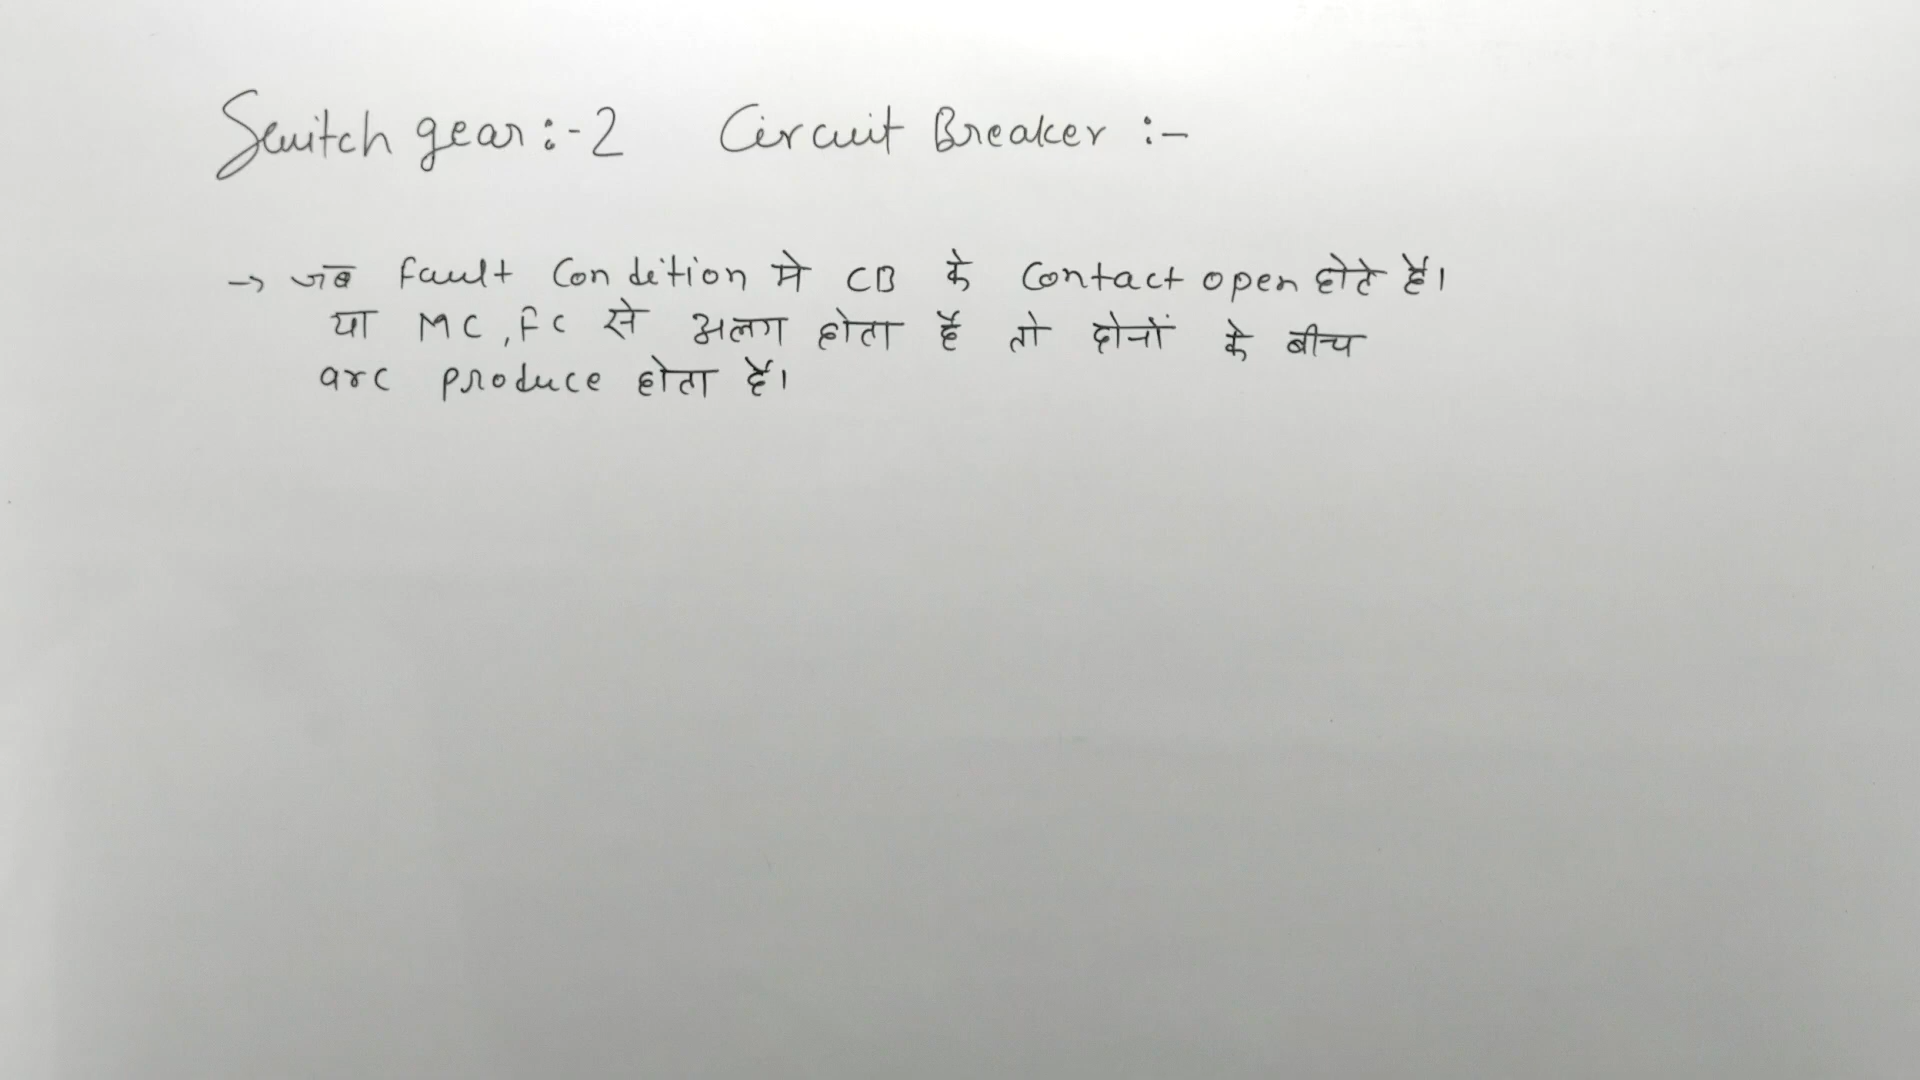 Switch gear:-2 Circuit Breaker :-
→ जब fault Condition मे CB के Contact open होते हैं।
या MC, FC से अलग होता हैं तो दोनों के बीच
arc produce होता हैं।